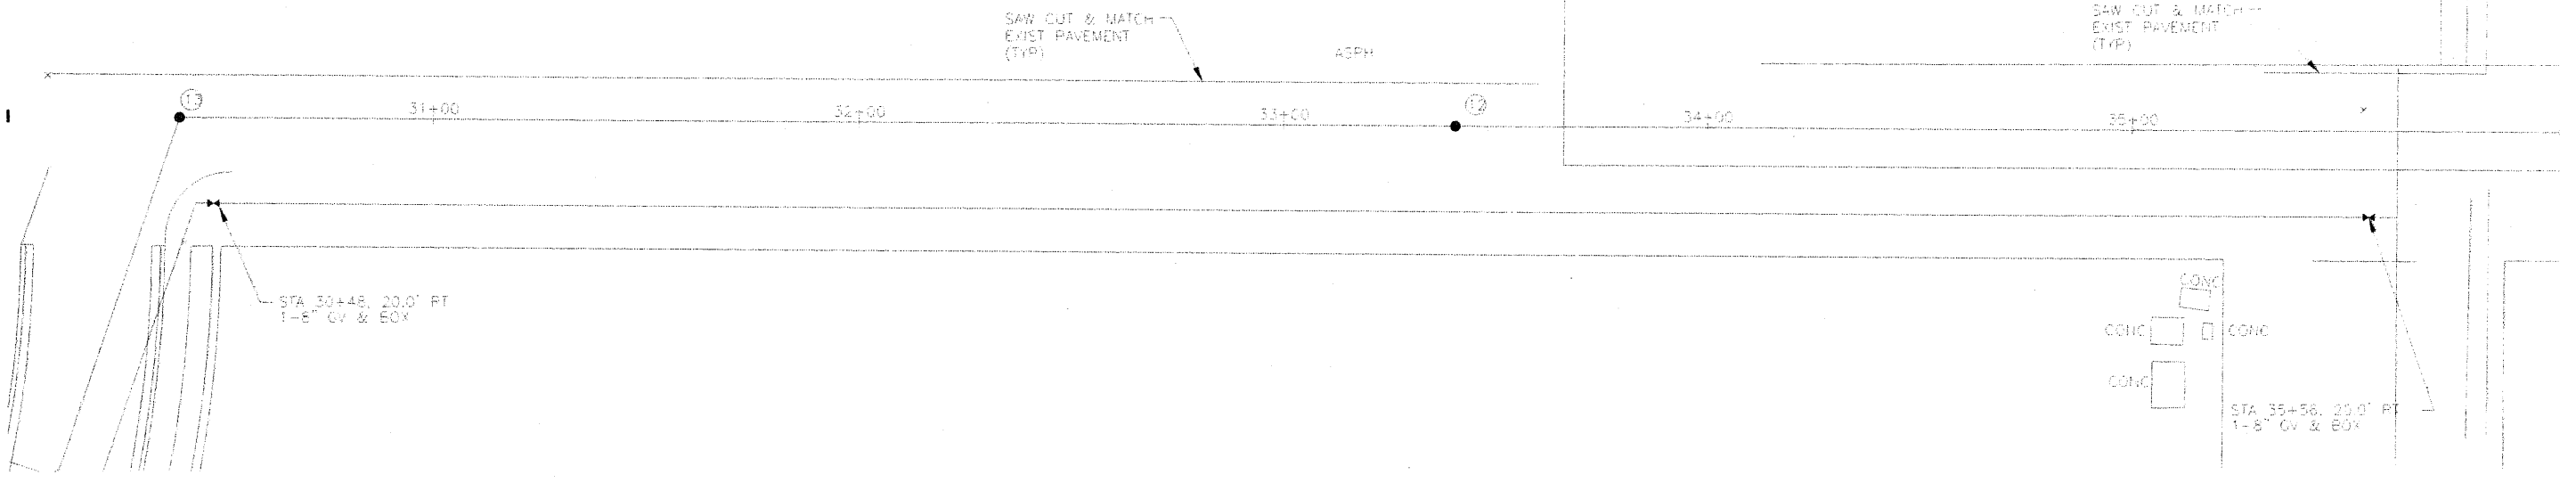 SAW CUT & MATCH
EXIST PAVEMENT
(TYP)
ASPH
SAW CUT & MATCH
EXIST PAVEMENT
(TYP)
13
31+00
32+00
33+00
12
34+00
35+00
STA 30+48, 20.0' RT
1-8" GV & BOX
CONC
CONC
CONC
CONC
STA 35+56, 20.0' RT
1-8" GV & BOX